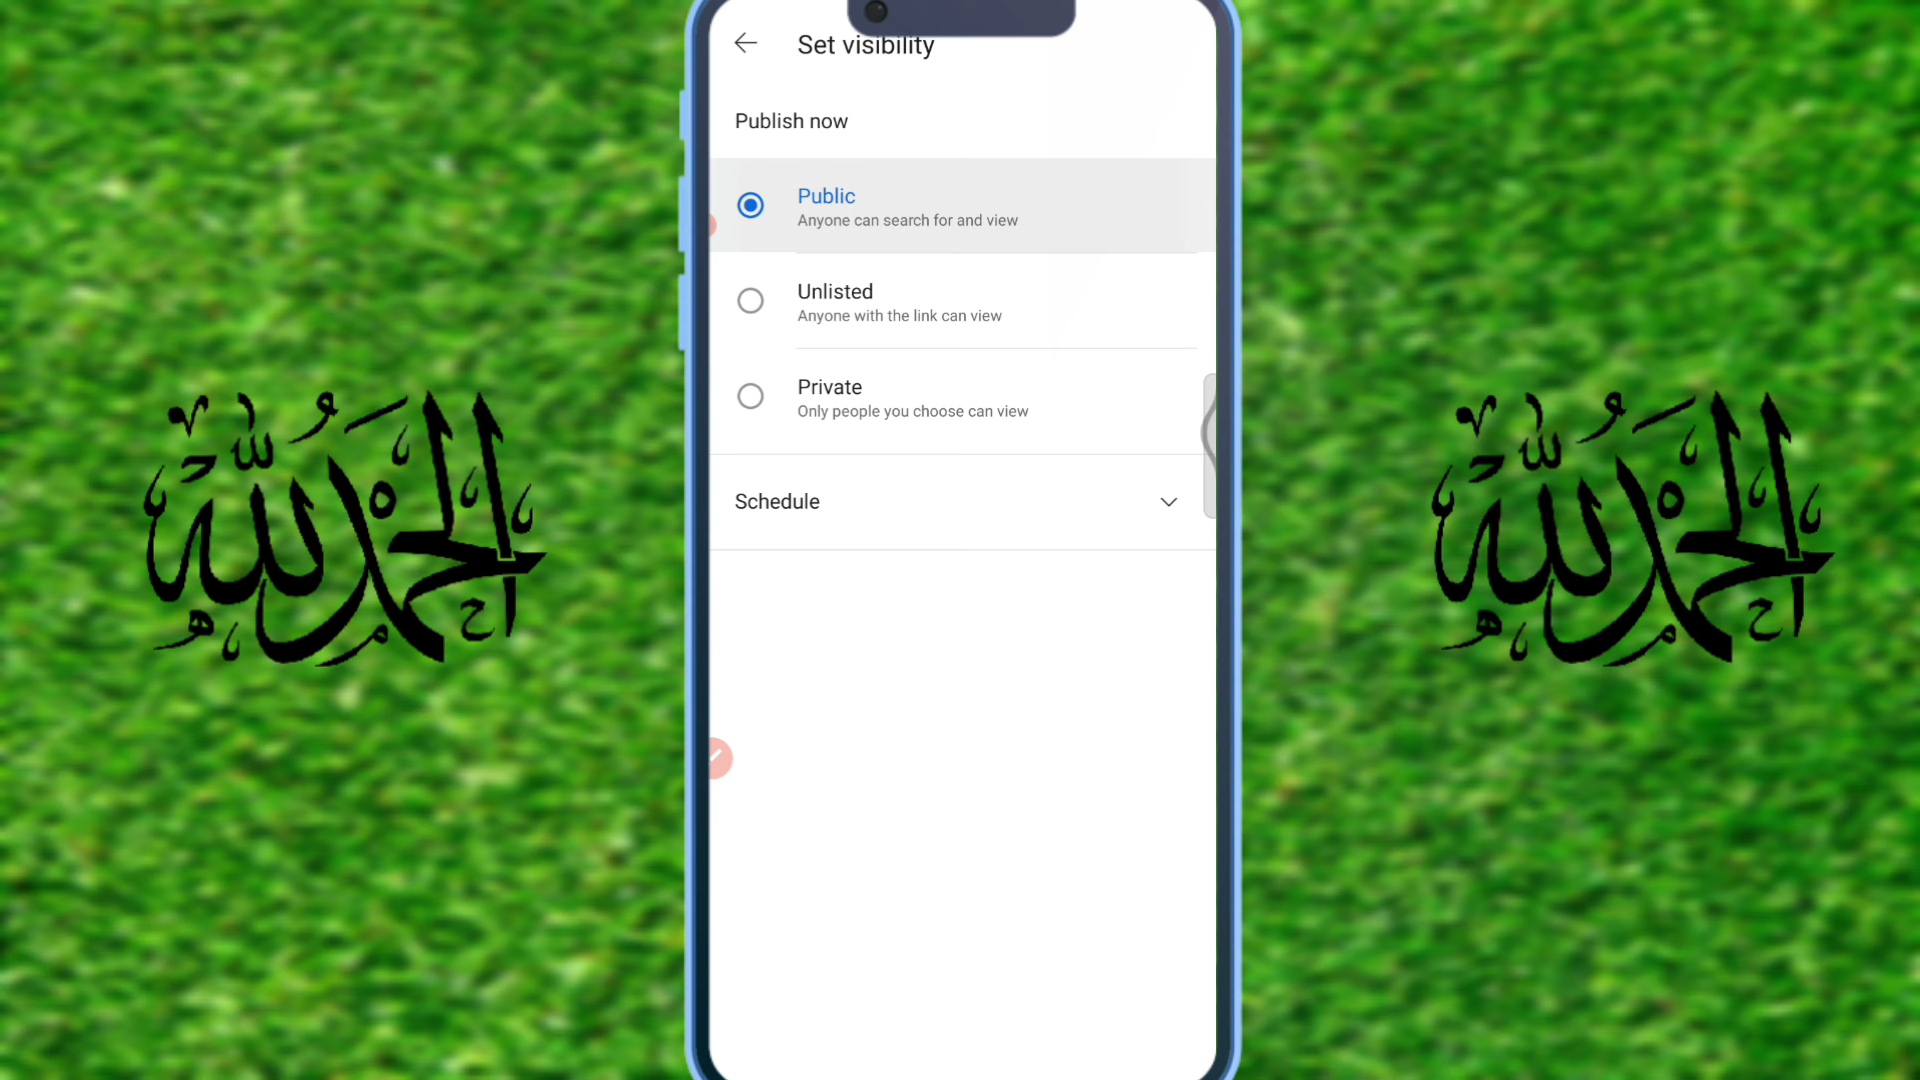 Set visibility
Publish now
Public
Anyone can search for and view
Unlisted
Anyone with the link can view
Private
Only people you choose can view
Schedule
الحمد لله
الحمد لله